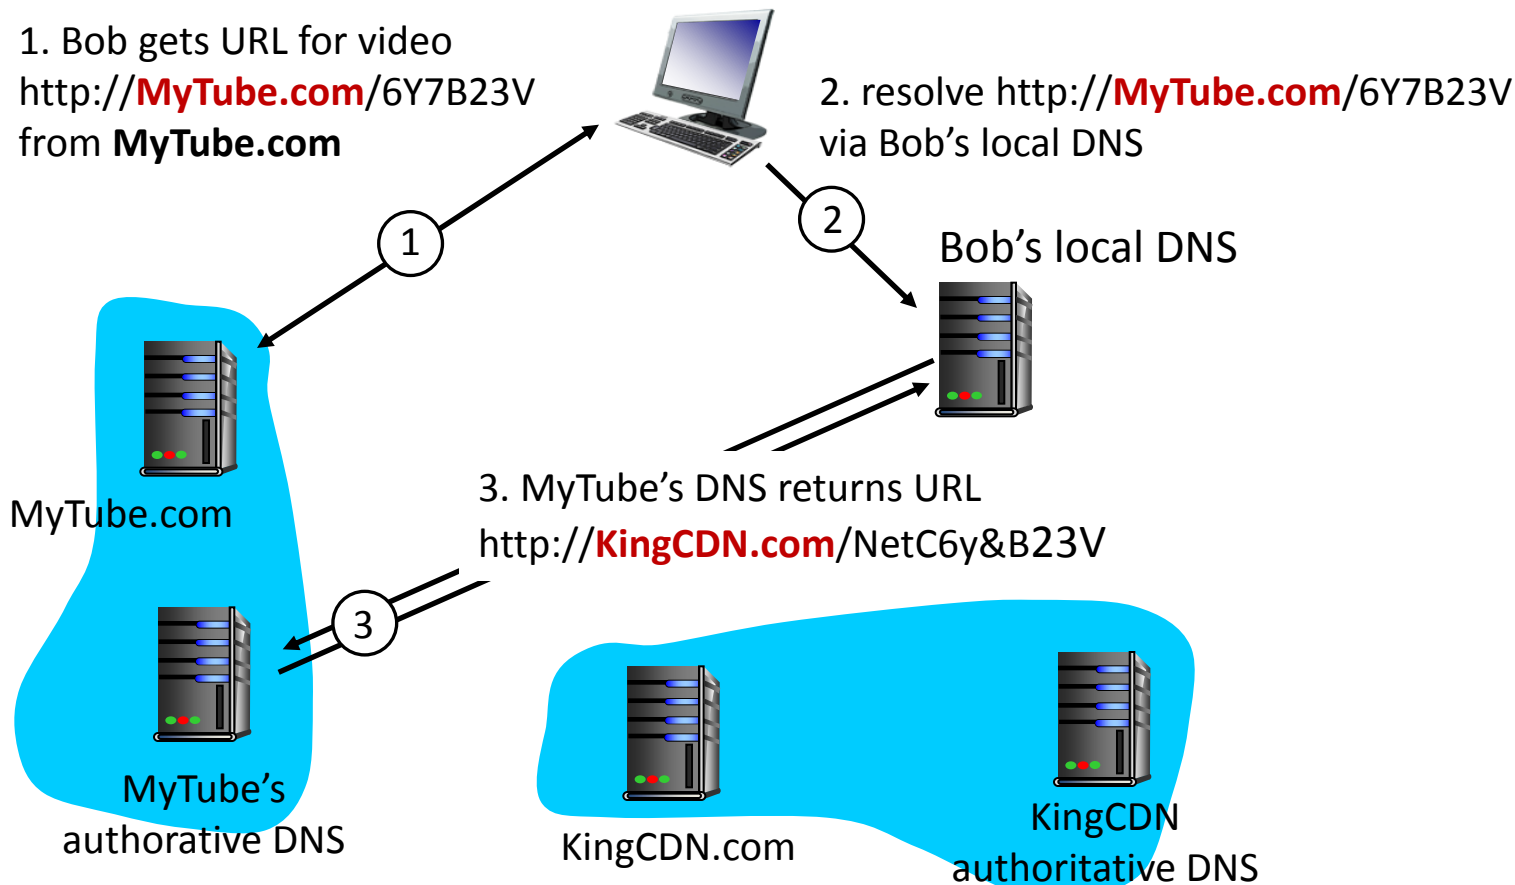 1. Bob gets URL for video
http://MyTube.com/6Y7B23V
from MyTube.com
2. resolve http://MyTube.com/6Y7B23V
via Bob’s local DNS
1
2
Bob’s local DNS
MyTube.com
3. MyTube’s DNS returns URL
http://KingCDN.com/NetC6y&B23V
3
MyTube’s
authorative DNS
KingCDN.com
KingCDN
authoritative DNS